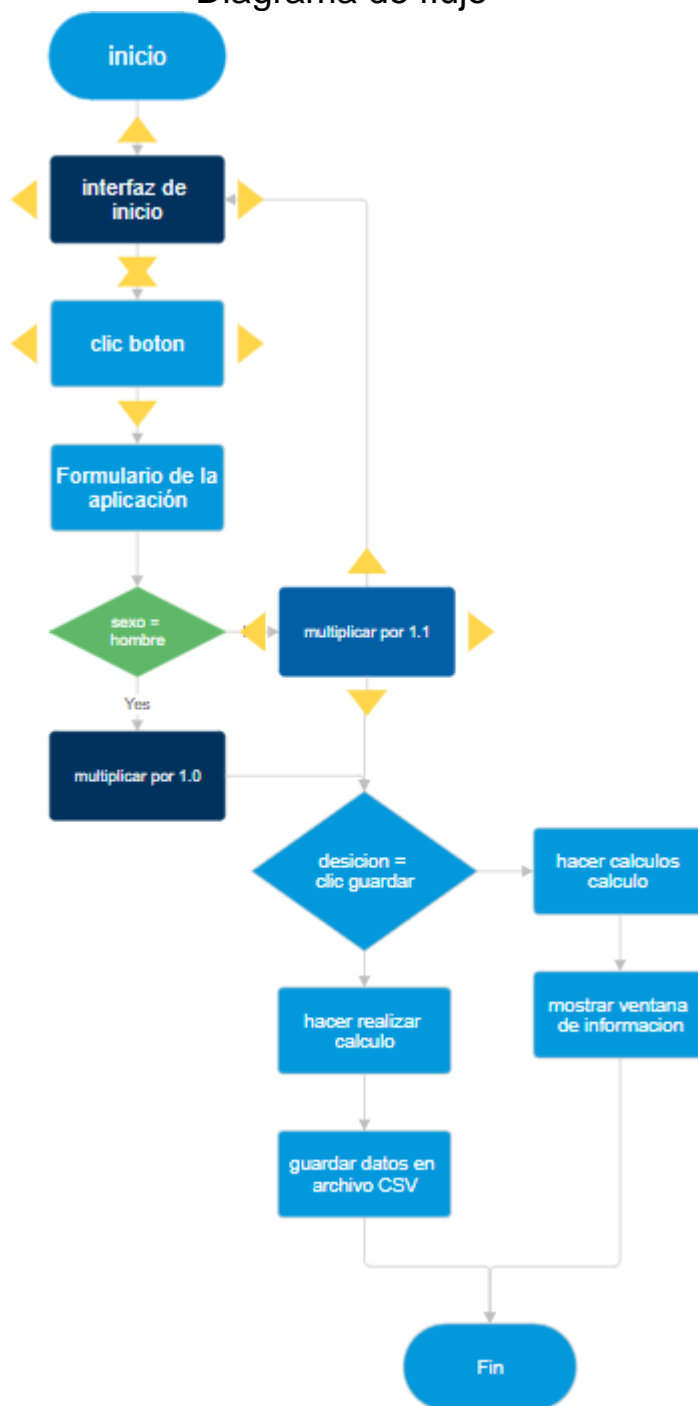 Diagrama de flujo
inicio
interfaz de
inicio
clic boton
Formulario de la
aplicación
sexo =
hombre
multiplicar por 1.1
Yes
multiplicar por 1.0
desicion =
clic guardar
hacer calculos
calculo
hacer realizar
calculo
mostrar ventana
de informacion
guardar datos en
archivo CSV
Fin